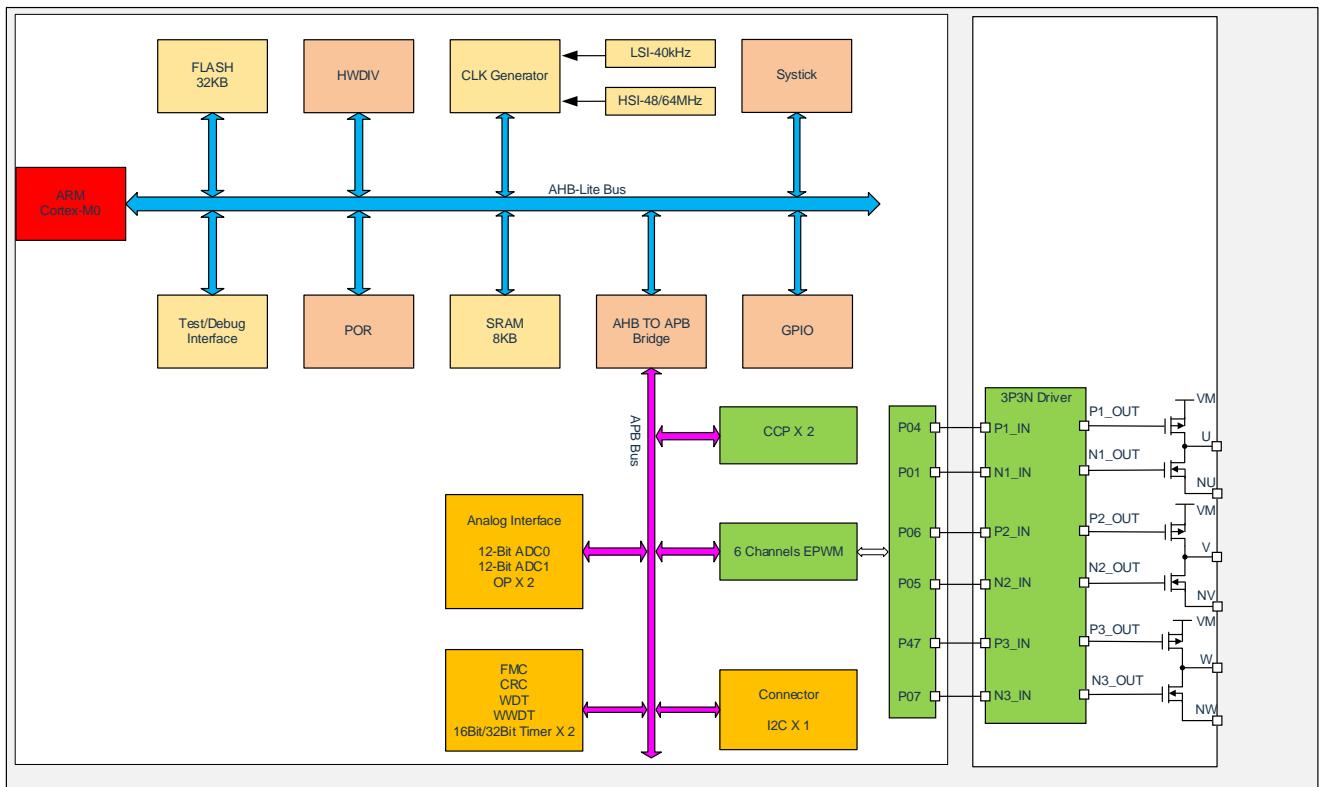 FLASH
32KB
HWDIV
CLK Generator
LSI-40kHz
HSI-48/64MHz
Systick
ARM
Cortex-M0
AHB-Lite Bus
Test/Debug
Interface
POR
SRAM
8KB
AHB TO APB
Bridge
GPIO
APB Bus
CCP X 2
Analog Interface
12-Bit ADC0
12-Bit ADC1
OP X 2
6 Channels EPWM
FMC
CRC
WDT
WWDT
16Bit/32Bit Timer X 2
Connector
I2C X 1
P04
P01
P06
P05
P47
P07
3P3N Driver
P1_IN
N1_IN
P2_IN
N2_IN
P3_IN
N3_IN
P1_OUT
N1_OUT
P2_OUT
N2_OUT
P3_OUT
N3_OUT
VM
U
NU
VM
V
NV
VM
W
NW